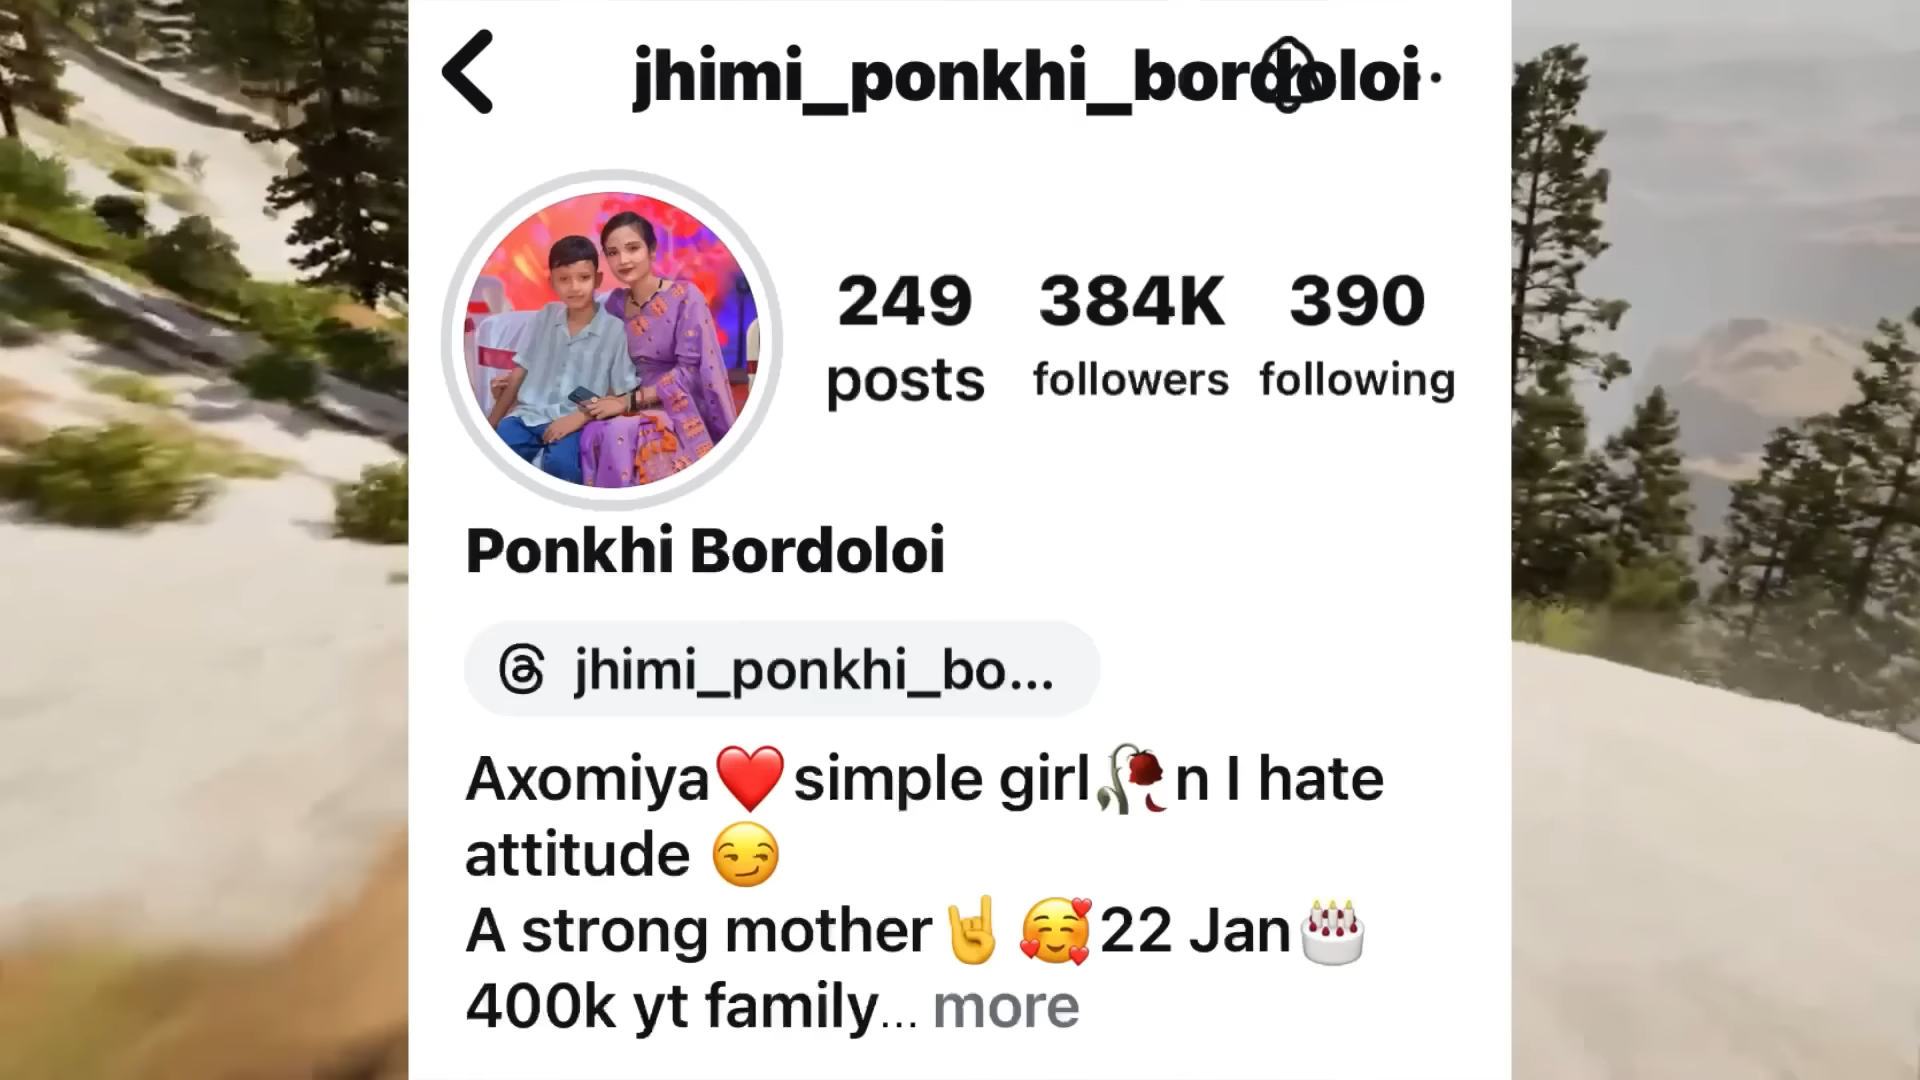 jhimi_ponkhi_bordoloi
249 384K 390
posts followers following
Ponkhi Bordoloi
jhimi_ponkhi_bo...
Axomiya❤️simple girl🥀n I hate
attitude 😏
A strong mother🤘🥰22 Jan🎂
400k yt family... more